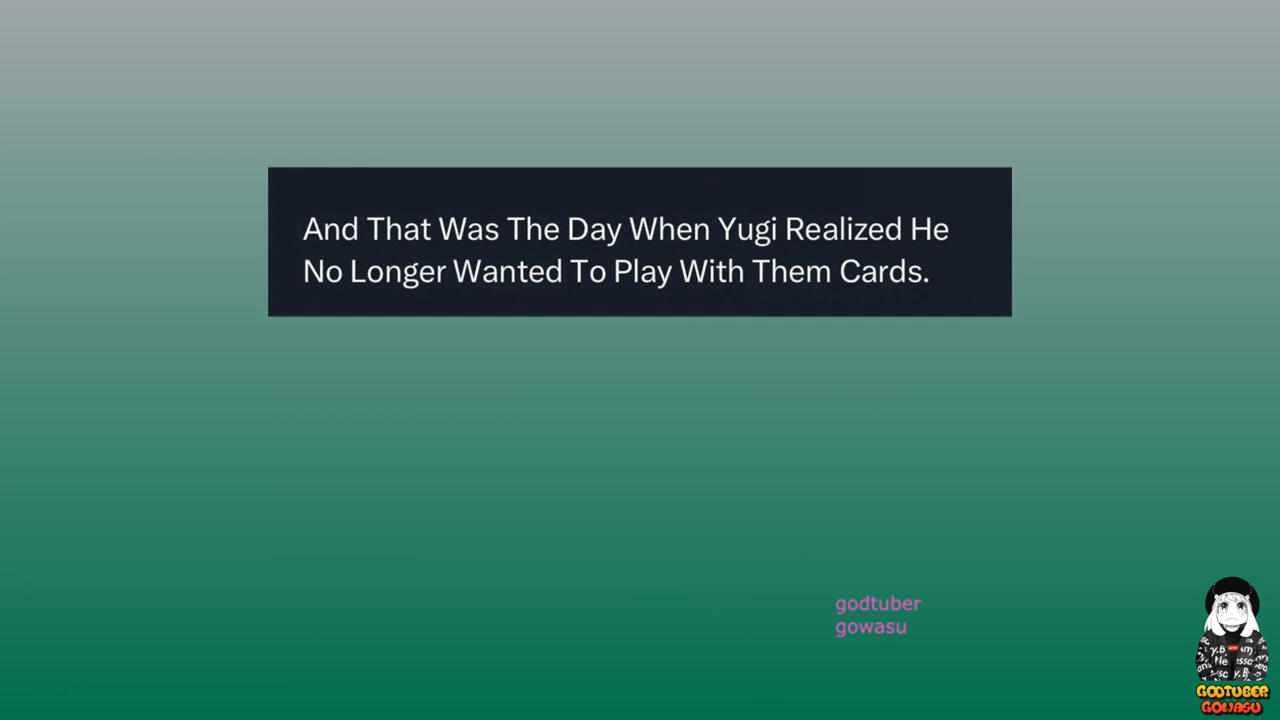 And That Was The Day When Yugi Realized He
No Longer Wanted To Play With Them Cards.
godtuber
gowasu
GODTUBER
GOWASU